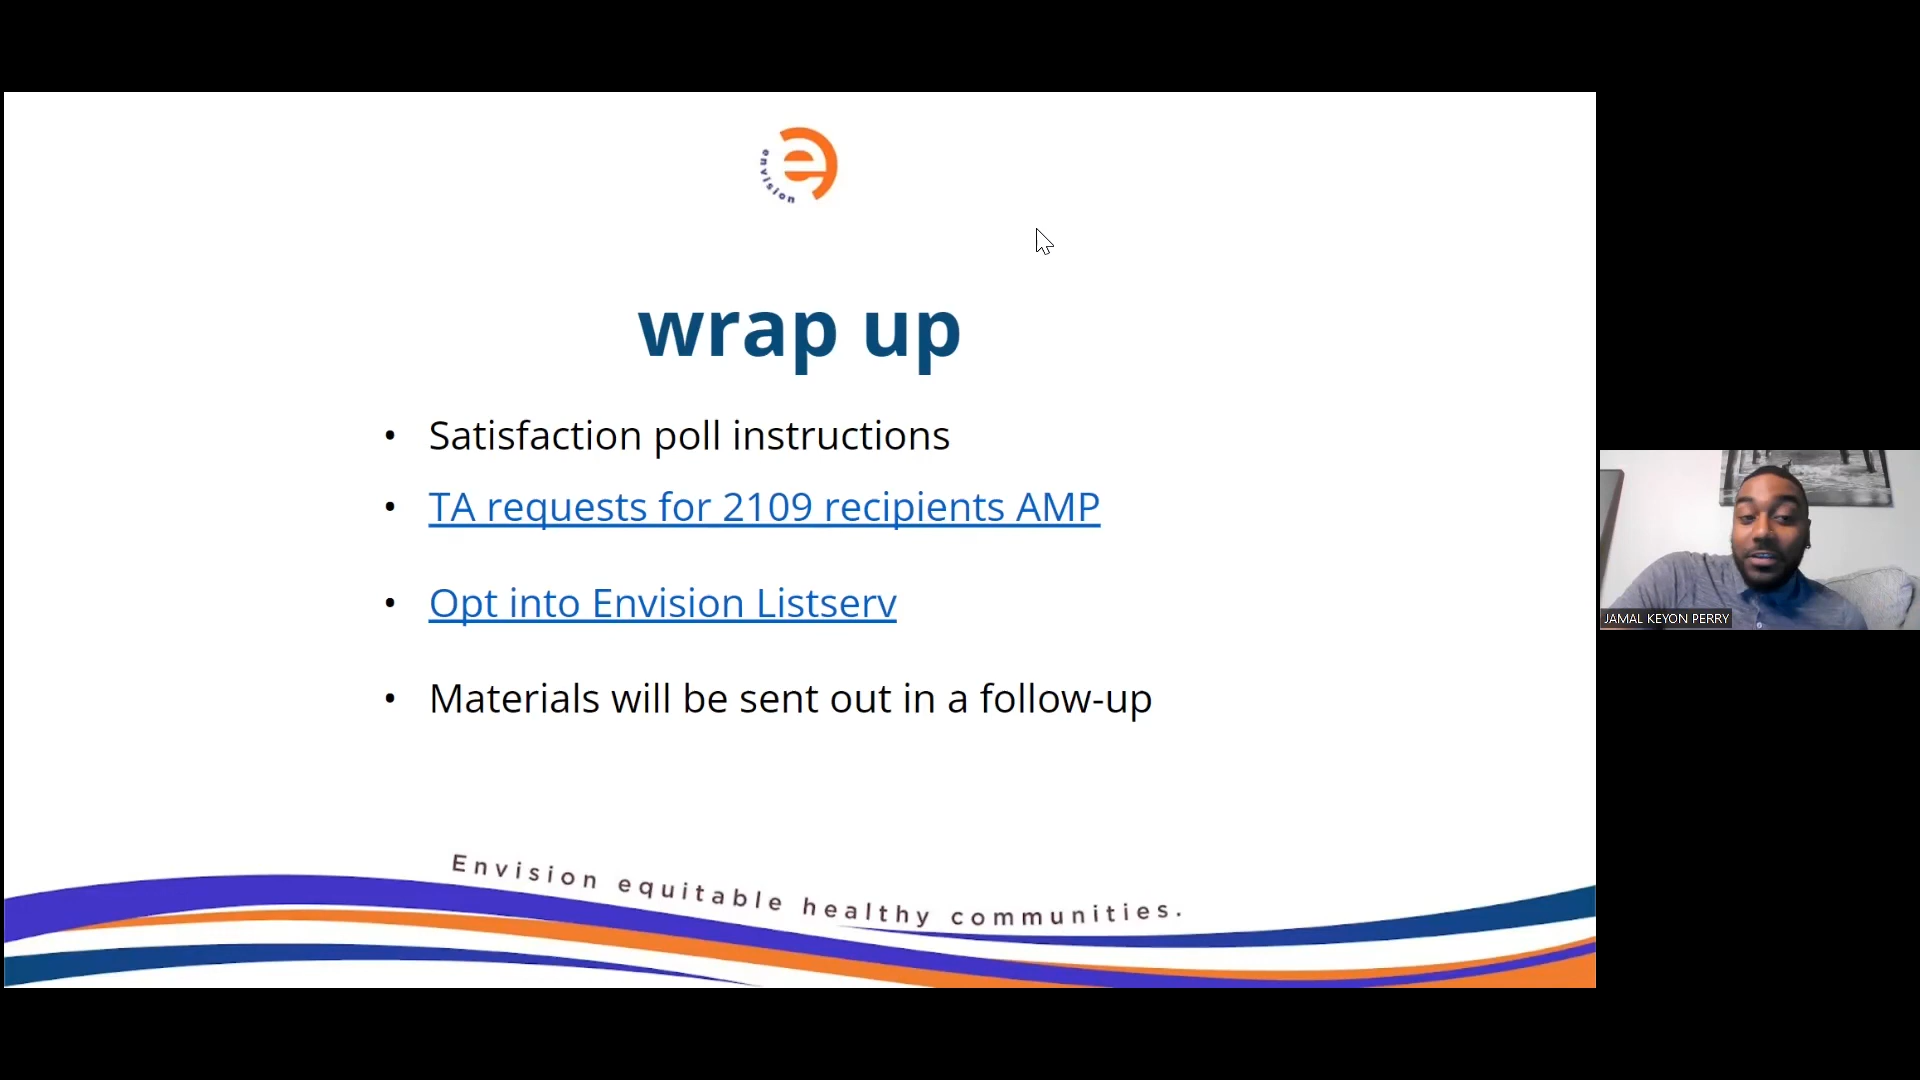 envision
wrap up
• Satisfaction poll instructions
• TA requests for 2109 recipients AMP
• Opt into Envision Listserv
• Materials will be sent out in a follow-up
Envision equitable healthy communities.
JAMAL KEYON PERRY